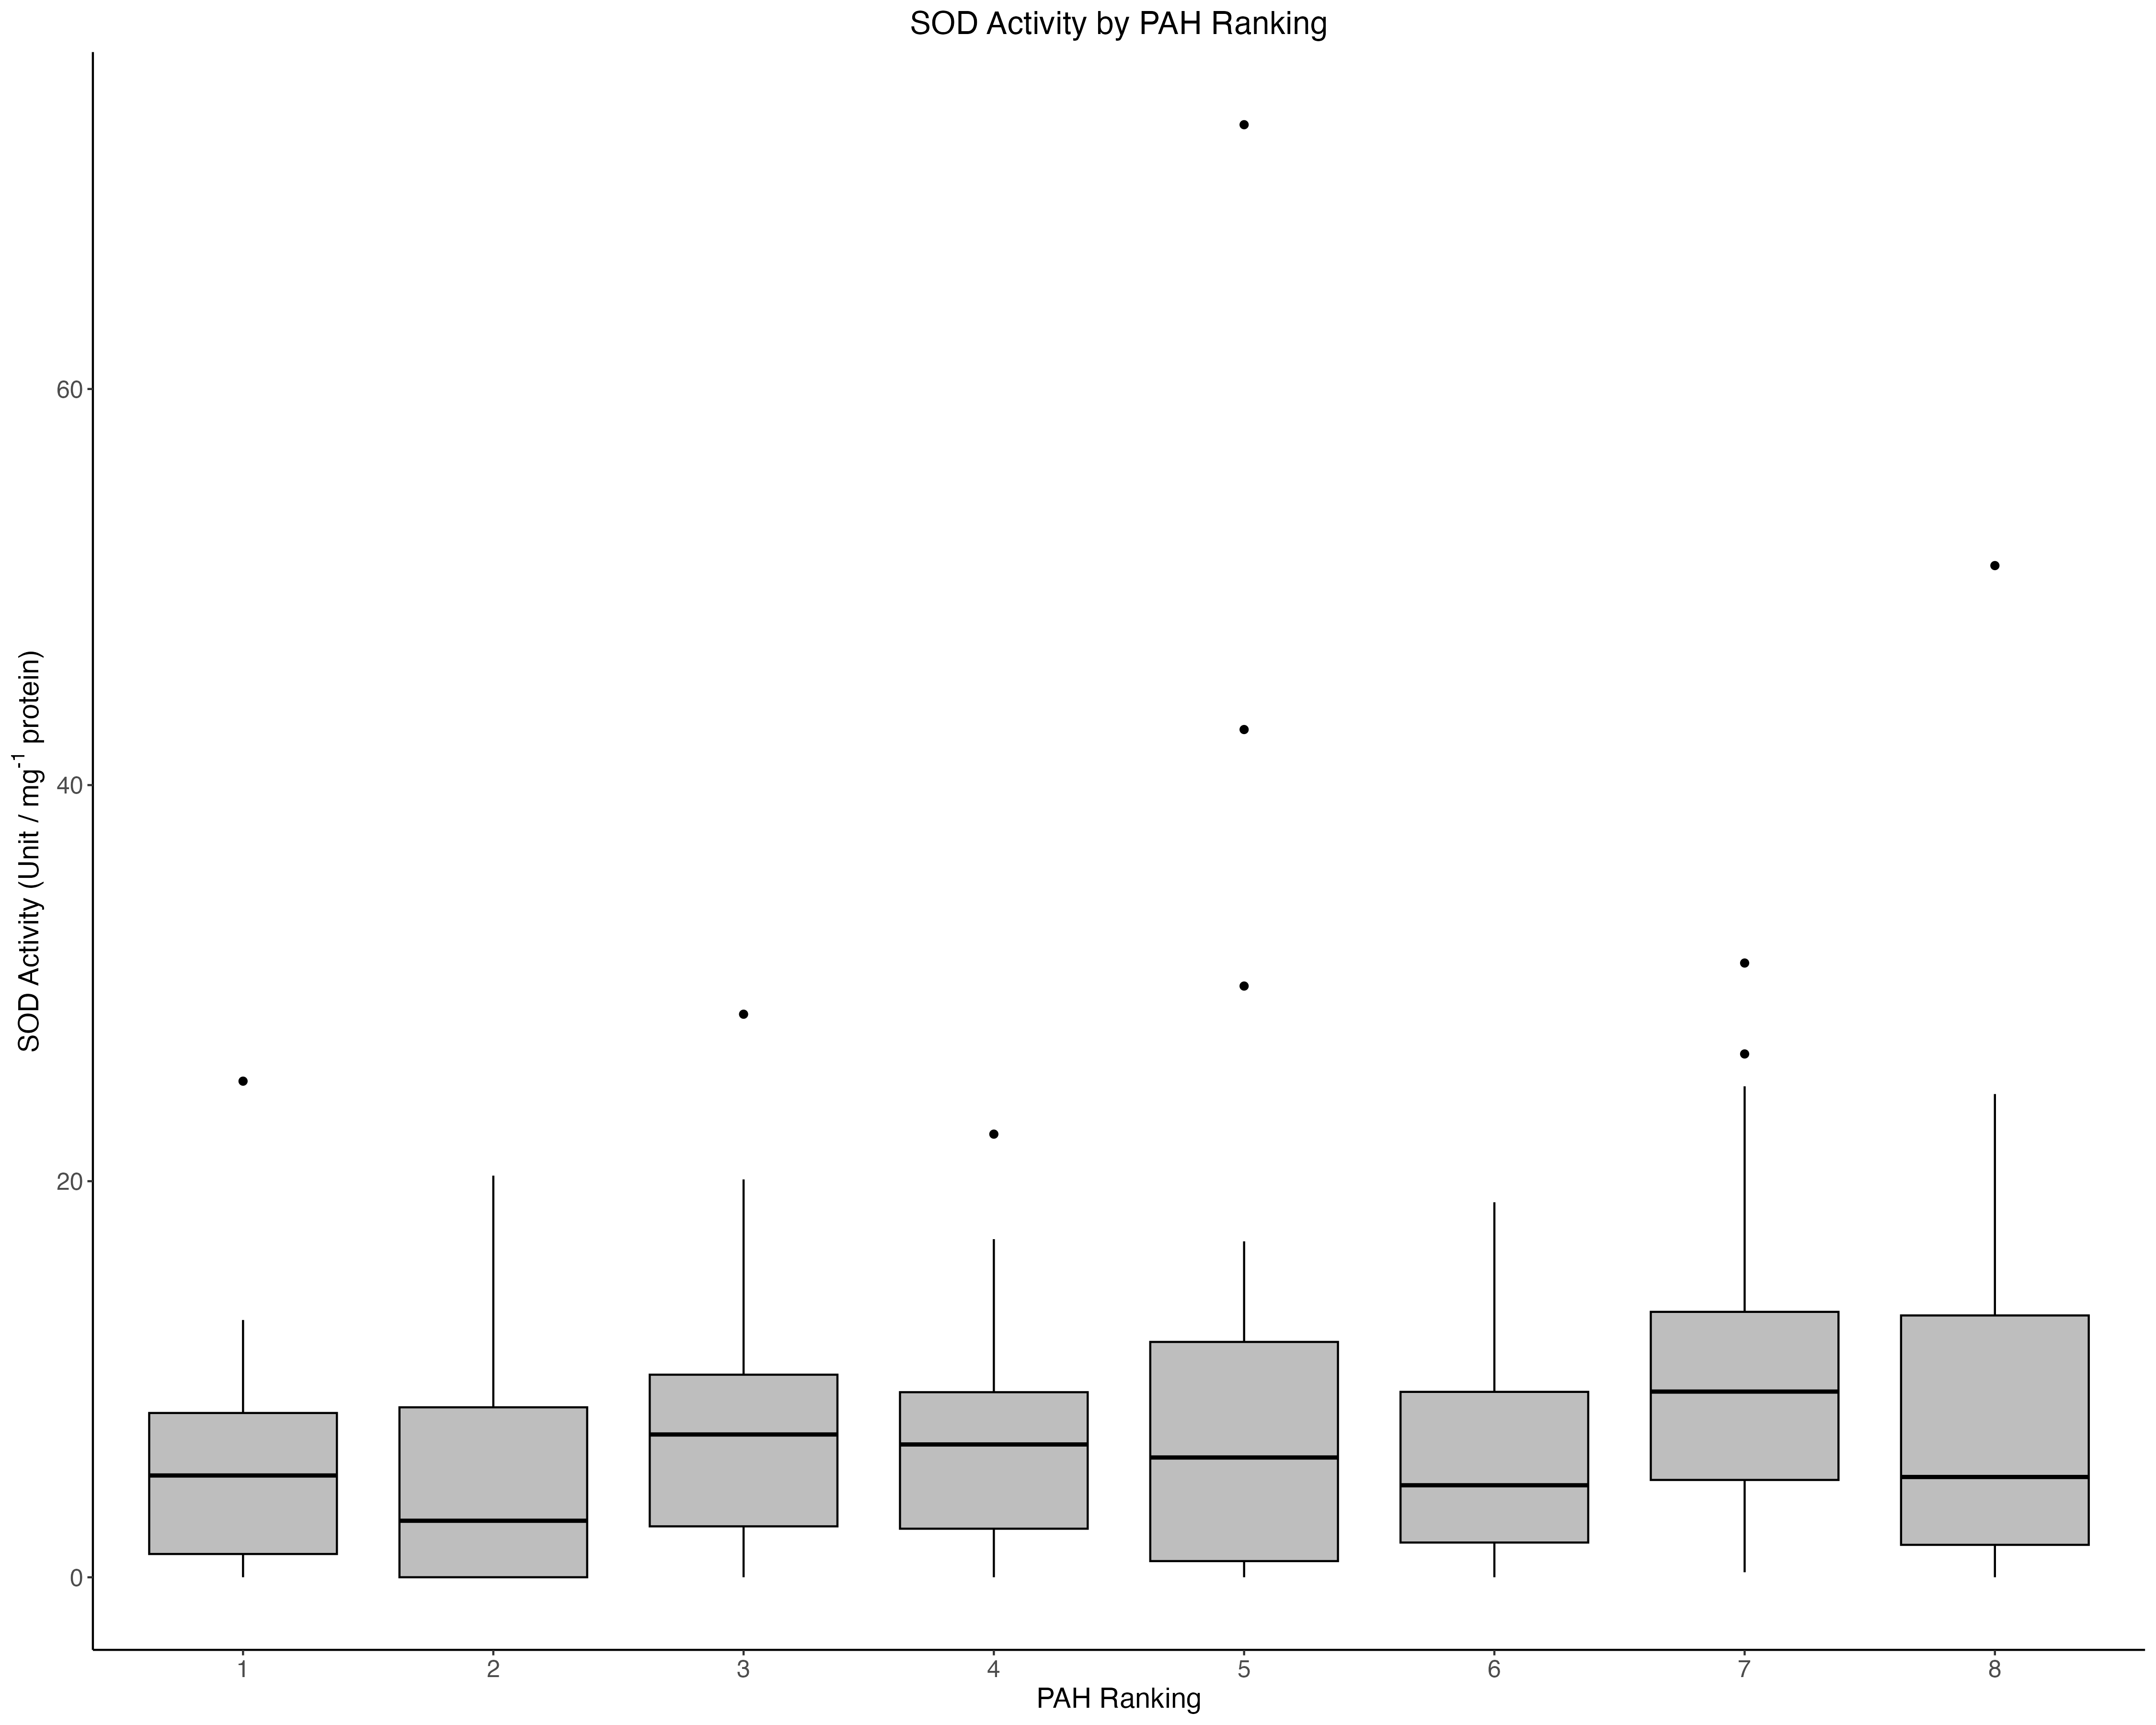 SOD Activity by PAH Ranking
SOD Activity (Unit / mg⁻¹ protein)
60
40
20
0
1 2 3 4 5 6 7 8
PAH Ranking